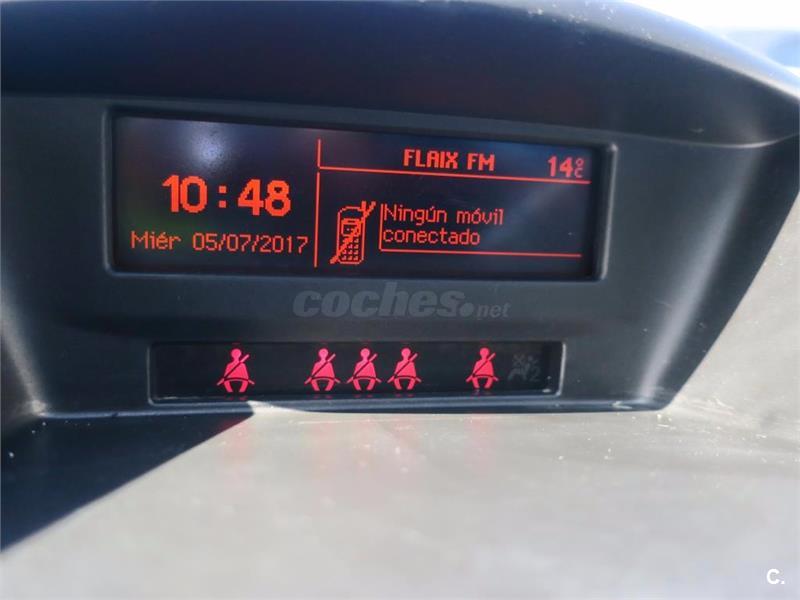 FLAIX FM
14°C
10:48
Ningún móvil
conectado
Miér 05/07/2017
coches.net
C.